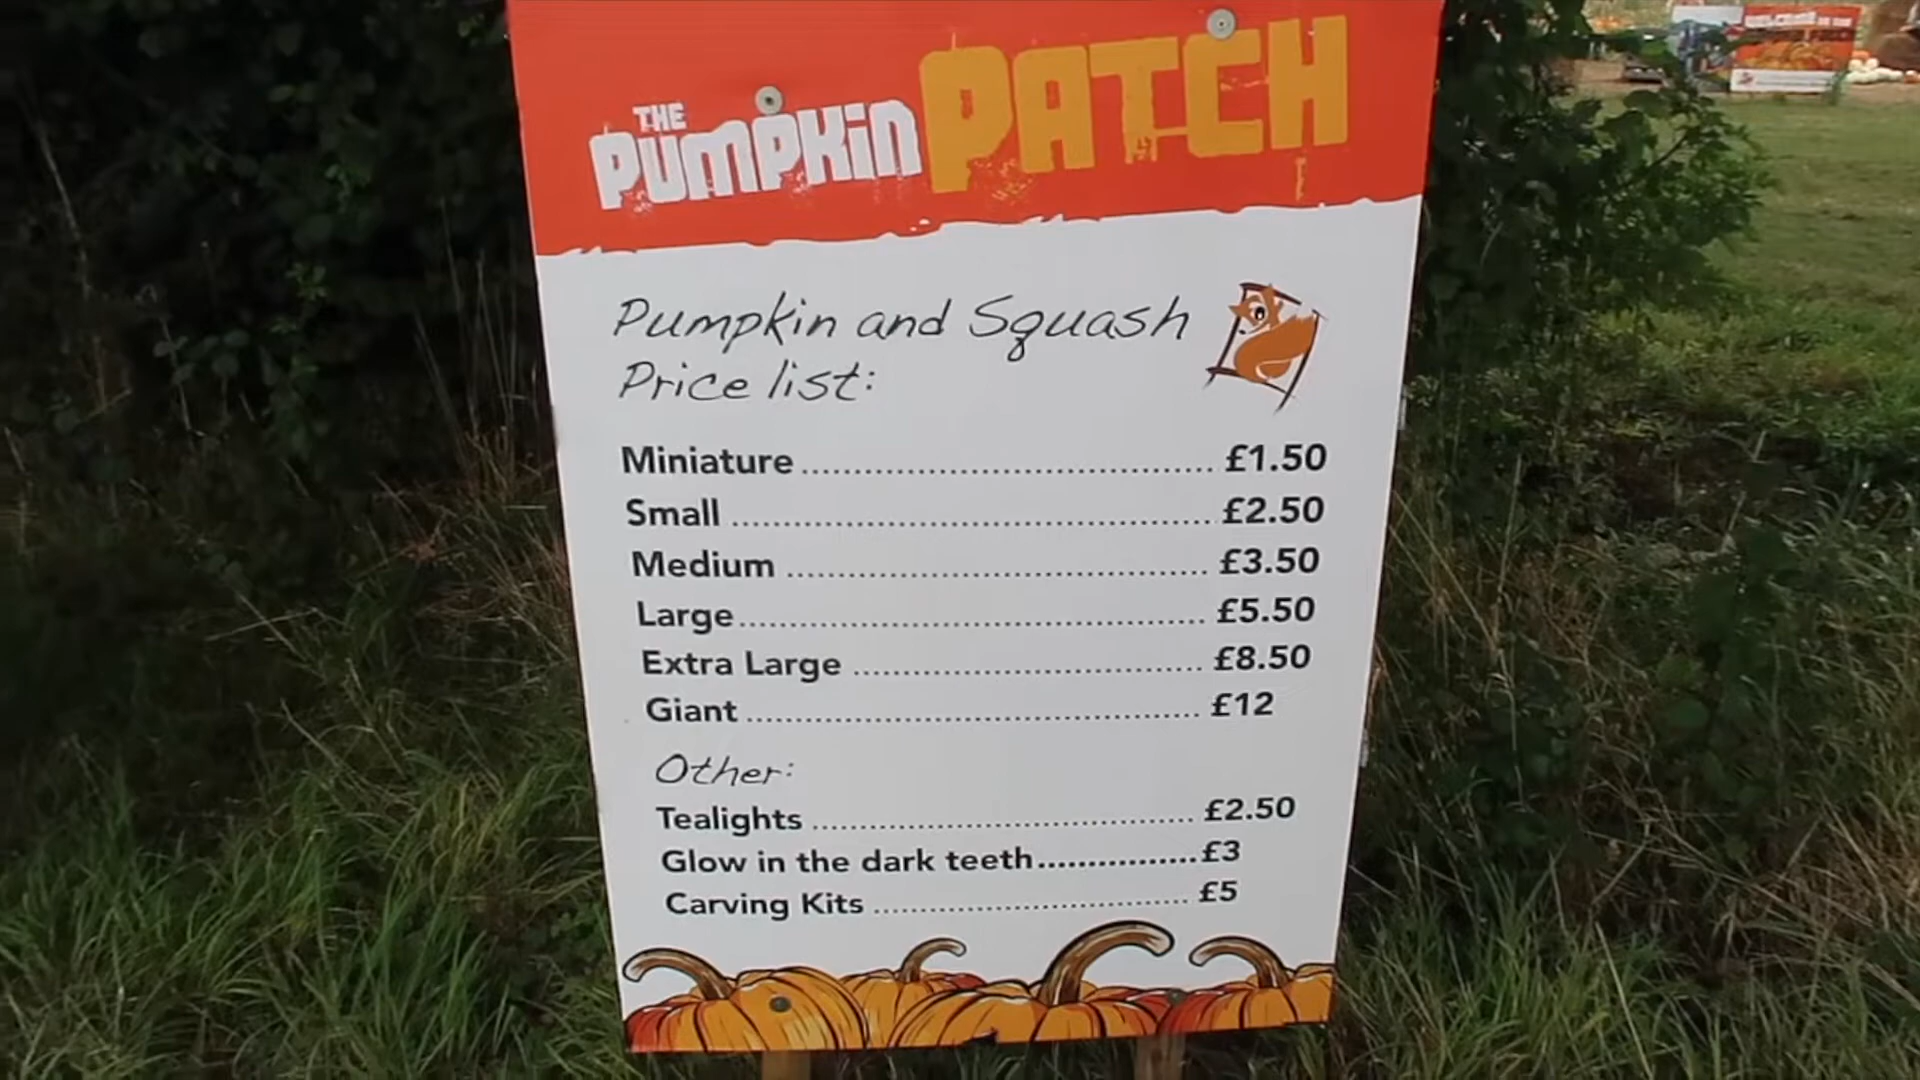 THE
PUMPKIN PATCH
Pumpkin and Squash
Price list:
Miniature ........................................ £1.50
Small ........................................ £2.50
Medium ........................................ £3.50
Large ........................................ £5.50
Extra Large ........................................ £8.50
Giant ........................................ £12
Other:
Tealights ........................................ £2.50
Glow in the dark teeth ................ £3
Carving Kits ........................................ £5
WELCOME